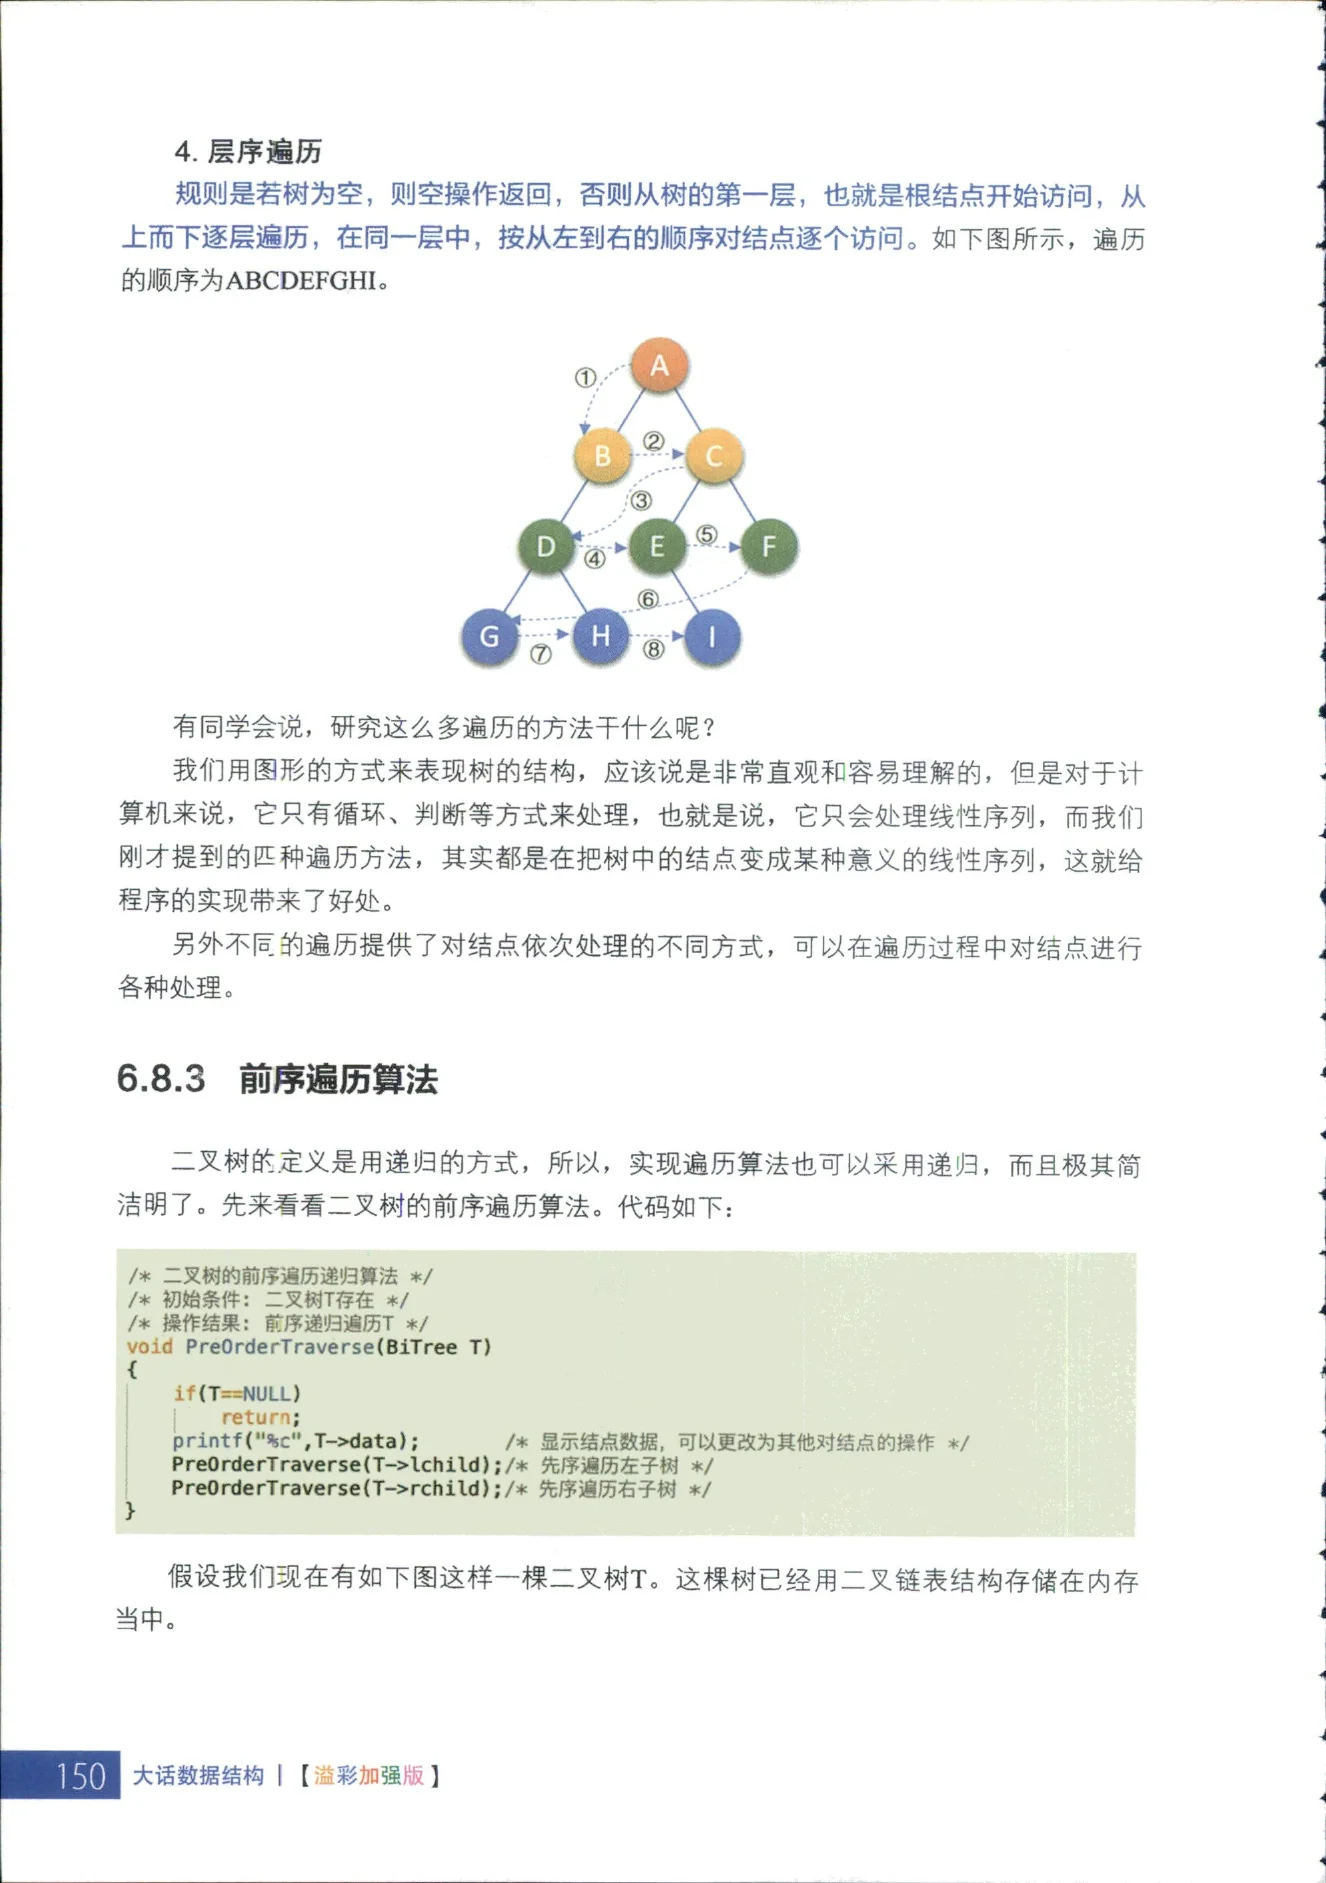 4. 层序遍历
规则是若树为空，则空操作返回，否则从树的第一层，也就是根结点开始访问，从
上而下逐层遍历，在同一层中，按从左到右的顺序对结点逐个访问。如下图所示，遍历
的顺序为ABCDEFGHI。
A
①
B
②
C
③
D
④
E
⑤
F
⑥
G
⑦
H
⑧
I
有同学会说，研究这么多遍历的方法干什么呢？
我们用图形的方式来表现树的结构，应该说是非常直观和容易理解的，但是对于计
算机来说，它只有循环、判断等方式来处理，也就是说，它只会处理线性序列，而我们
刚才提到的四种遍历方法，其实都是在把树中的结点变成某种意义的线性序列，这就给
程序的实现带来了好处。
另外不同的遍历提供了对结点依次处理的不同方式，可以在遍历过程中对结点进行
各种处理。
6.8.3 前序遍历算法
二叉树的定义是用递归的方式，所以，实现遍历算法也可以采用递归，而且极其简
洁明了。先来看看二叉树的前序遍历算法。代码如下：
/* 二叉树的前序遍历递归算法 */
/* 初始条件: 二叉树T存在 */
/* 操作结果: 前序递归遍历T */
void PreOrderTraverse(BiTree T)
{
if(T==NULL)
return;
printf("%c",T->data); /* 显示结点数据，可以更改为其他对结点的操作 */
PreOrderTraverse(T->lchild);/* 先序遍历左子树 */
PreOrderTraverse(T->rchild);/* 先序遍历右子树 */
}
假设我们现在有如下图这样一棵二叉树T。这棵树已经用二叉链表结构存储在内存
当中。
150 大话数据结构 | 【溢彩加强版】